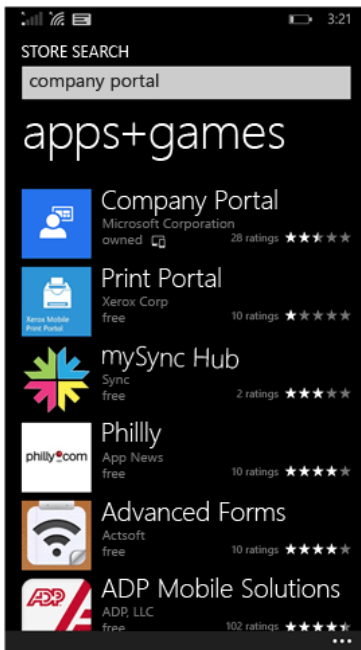 3:21
STORE SEARCH
company portal
apps+games
Company Portal
Microsoft Corporation
owned 28 ratings
Print Portal
Xerox Corp
free 10 ratings
Xerox Mobile
Print Portal
mySync Hub
Sync
free 2 ratings
Phillly
App News
free 10 ratings
philly.com
Advanced Forms
Actsoft
free 10 ratings
ADP Mobile Solutions
ADP, LLC
free 102 ratings
ADP